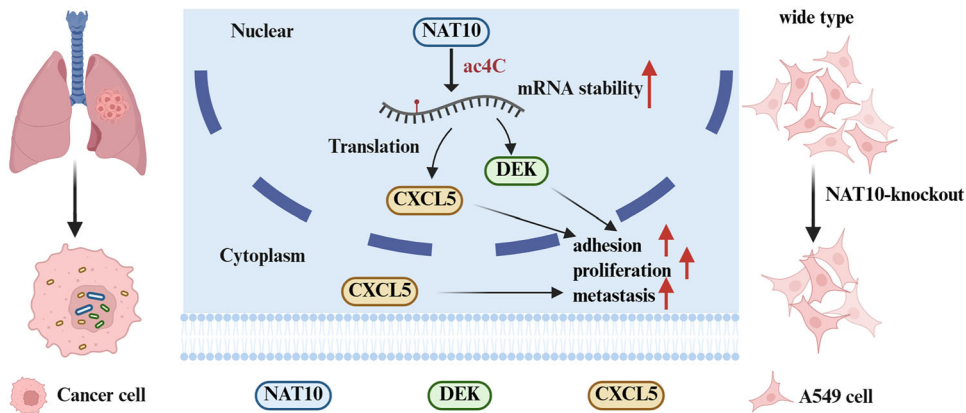 Nuclear
NAT10
ac4C
mRNA stability
Translation
DEK
CXCL5
Cytoplasm
adhesion
proliferation
metastasis
CXCL5
wide type
NAT10-knockout
Cancer cell
NAT10
DEK
CXCL5
A549 cell